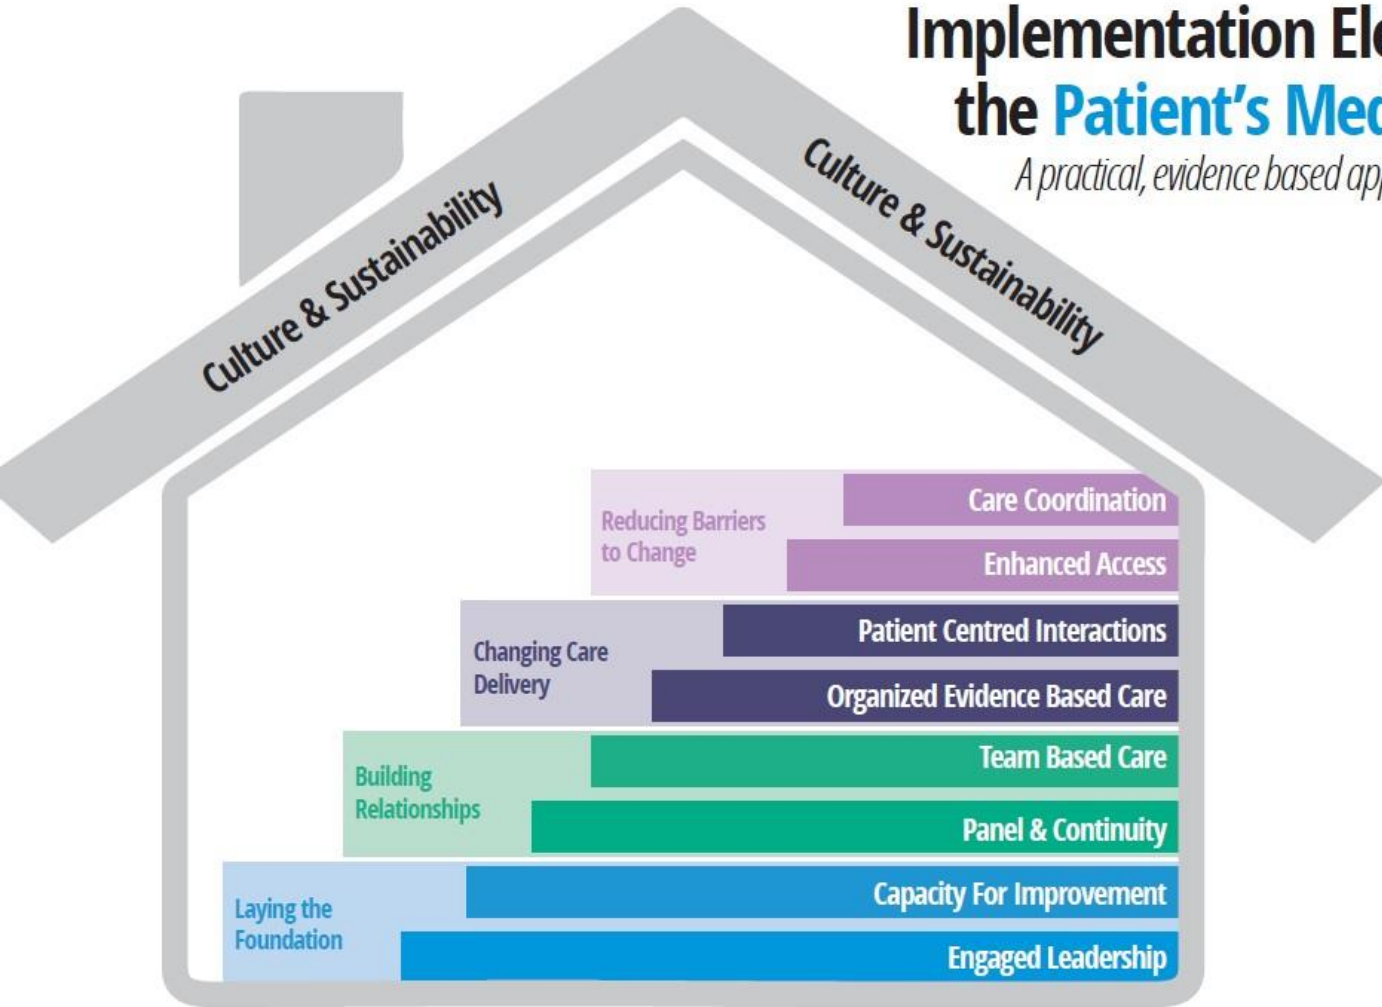 Implementation Ele
the Patient's Med
A practical, evidence based app
Culture & Sustainability
Culture & Sustainability
Reducing Barriers
to Change
Care Coordination
Enhanced Access
Changing Care
Delivery
Patient Centred Interactions
Organized Evidence Based Care
Building
Relationships
Team Based Care
Panel & Continuity
Laying the
Foundation
Capacity For Improvement
Engaged Leadership